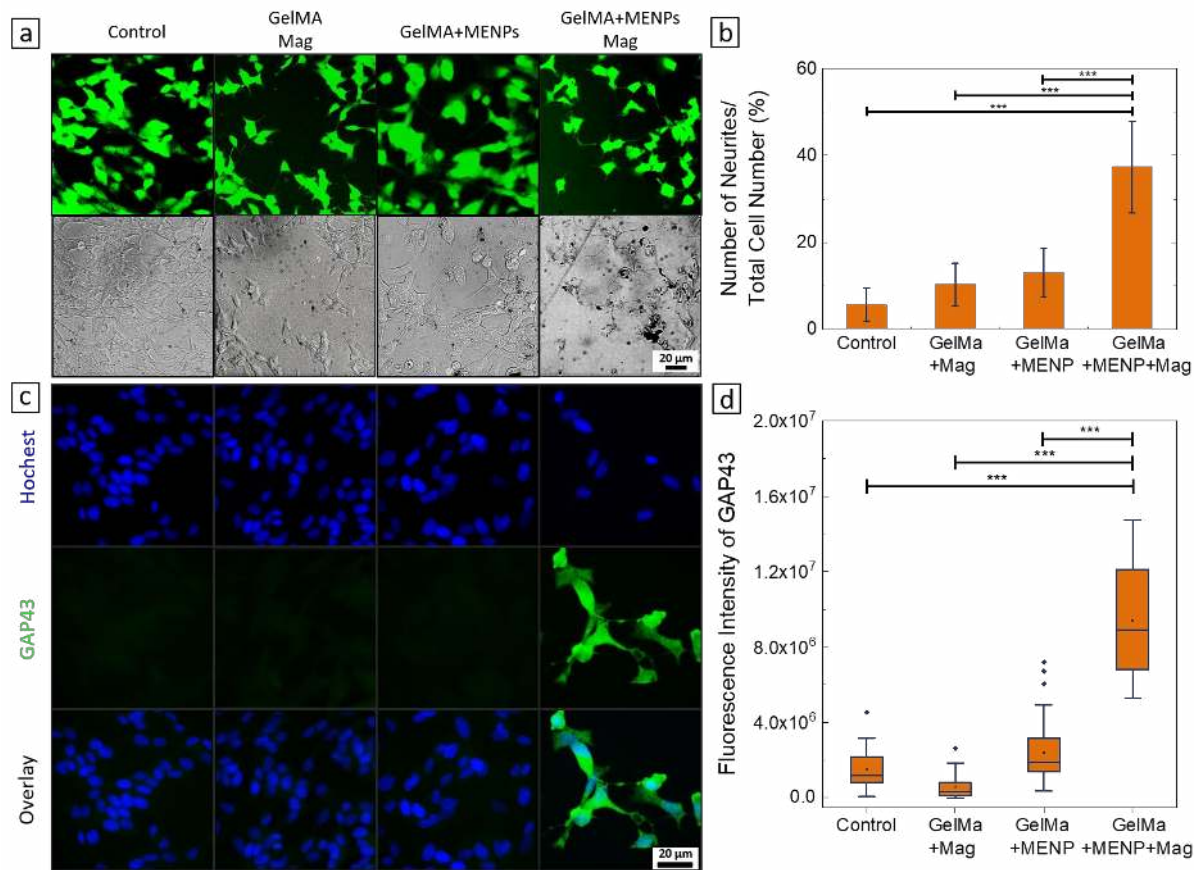 a
Control
GelMA
Mag
GelMA+MENPs
GelMA+MENPs
Mag
20 µm
b
Number of Neurites/
Total Cell Number (%)
60
40
20
0
***
***
***
Control
GelMa
+Mag
GelMa
+MENP
GelMa
+MENP+Mag
c
Hochest
GAP43
Overlay
20 µm
d
Fluorescence Intensity of GAP43
2.0x10⁷
1.6x10⁷
1.2x10⁷
8.0x10⁶
4.0x10⁶
0.0
***
***
***
Control
GelMa
+Mag
GelMa
+MENP
GelMa
+MENP+Mag